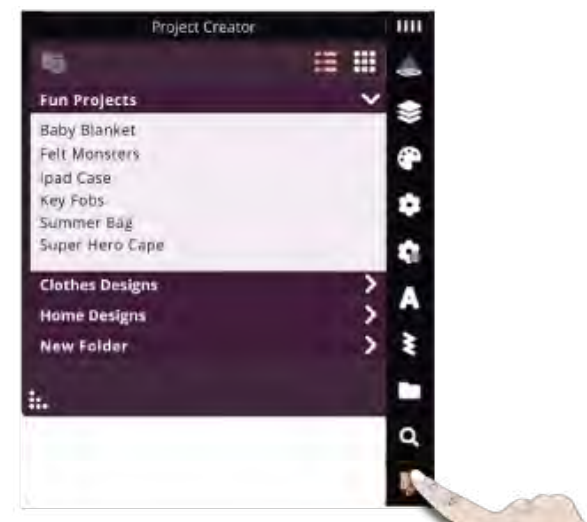 Project Creator
Fun Projects
Baby Blanket
Felt Monsters
Ipad Case
Key Fobs
Summer Bag
Super Hero Cape
Clothes Designs
Home Designs
New Folder
A